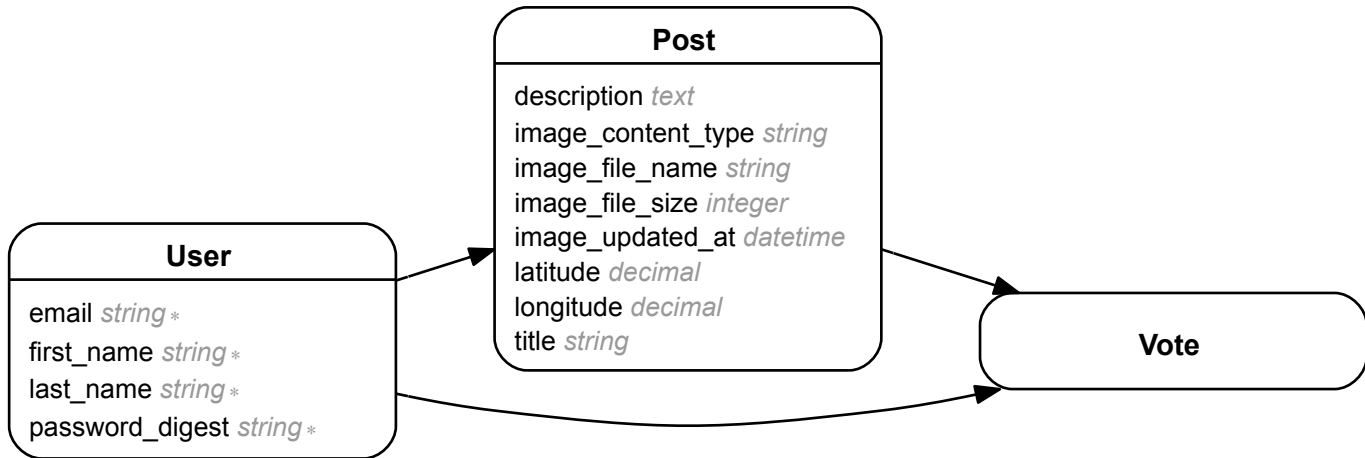 Post
description text
image_content_type string
image_file_name string
image_file_size integer
image_updated_at datetime
latitude decimal
longitude decimal
title string
User
email string *
first_name string *
last_name string *
password_digest string *
Vote